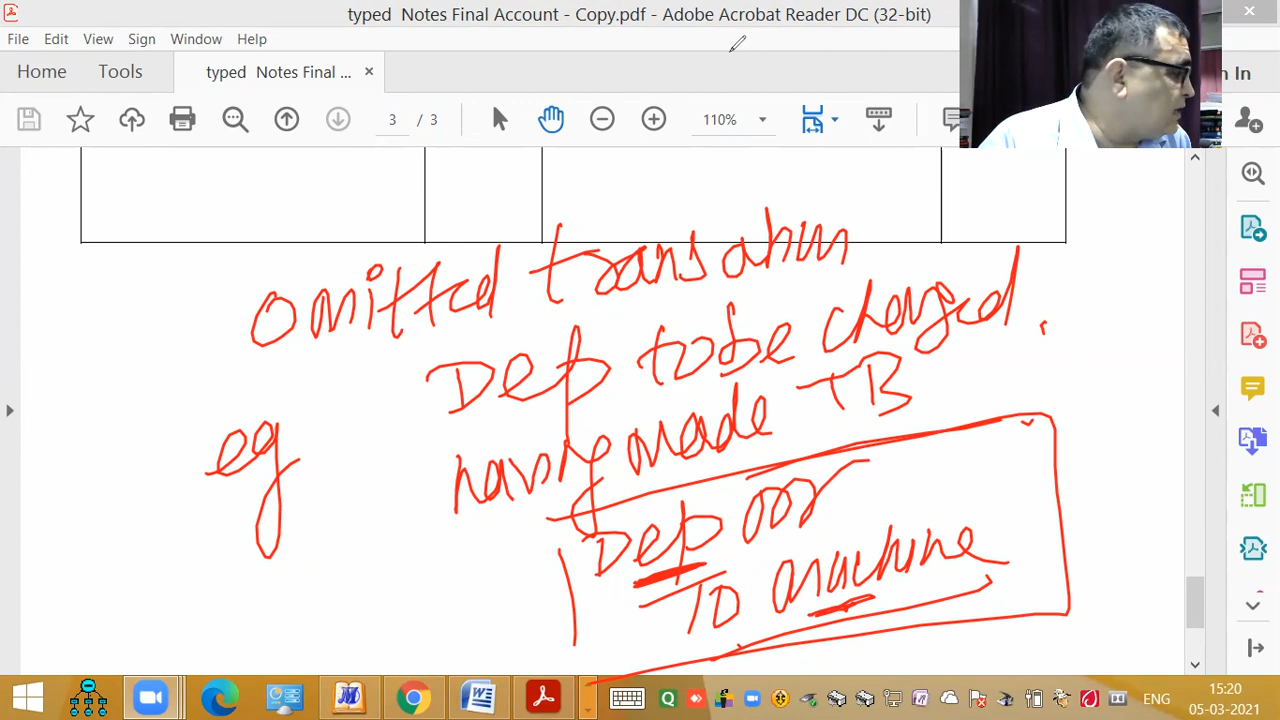 typed Notes Final Account - Copy.pdf - Adobe Acrobat Reader DC (32-bit)
File Edit View Sign Window Help
Home Tools typed Notes Final ... × In
3 / 3 110%
omitted transation
Dep to be charged.
eg having made TB
Dep
To machine
ENG 15:20
05-03-2021